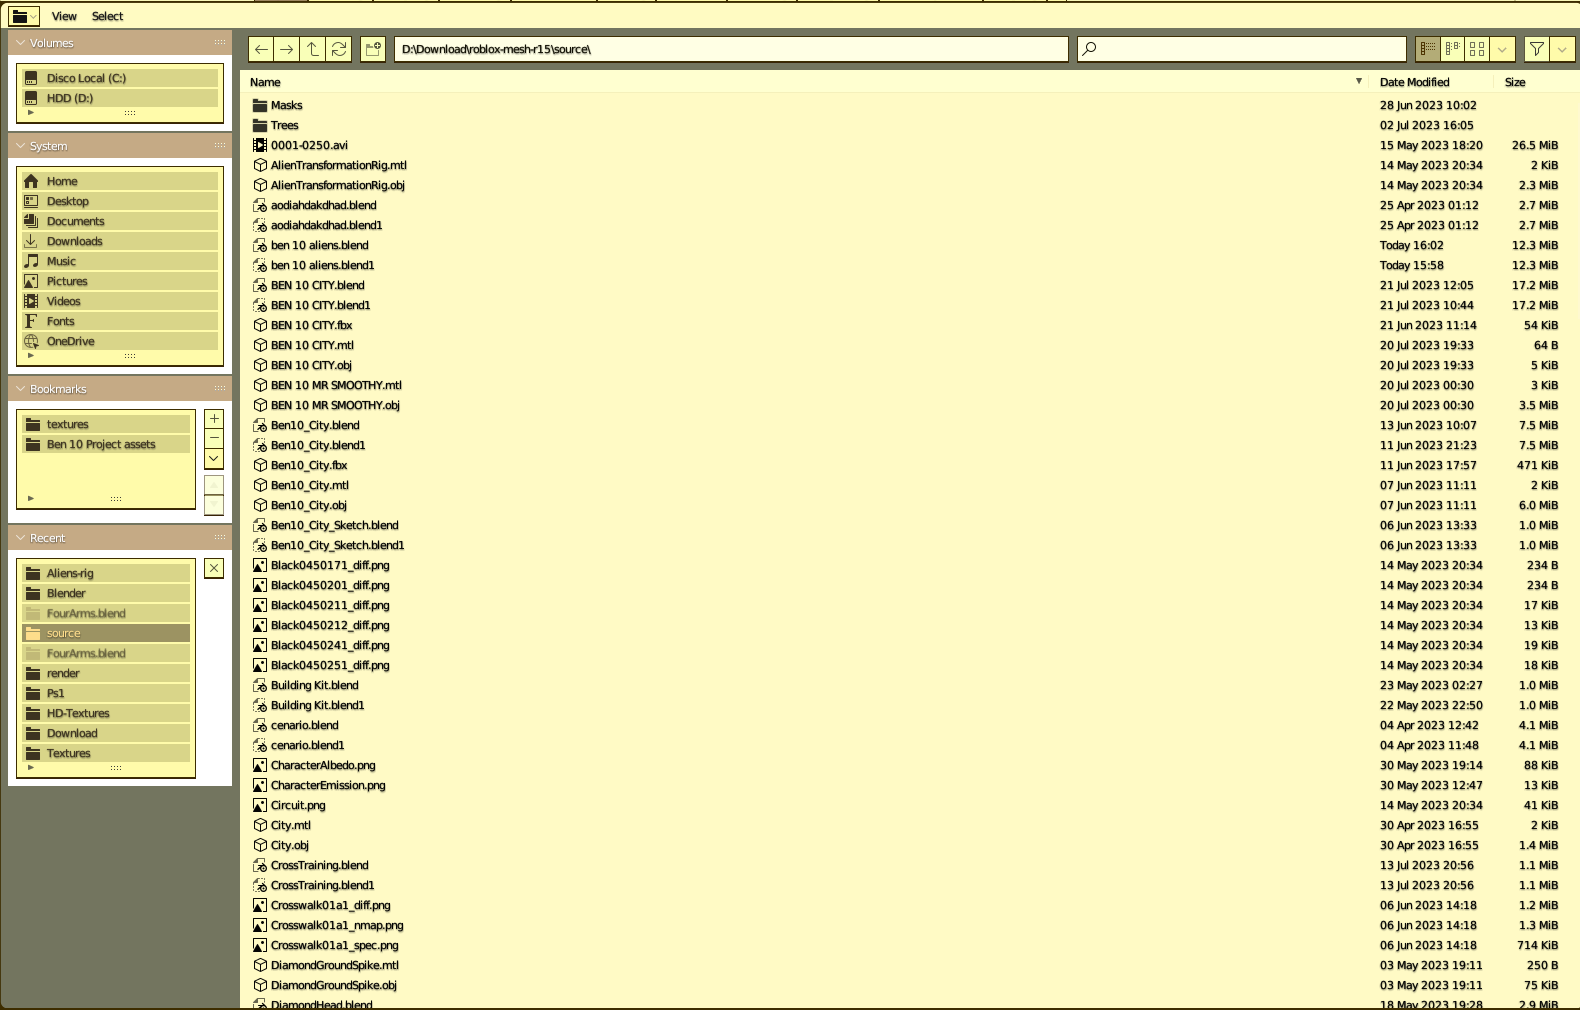 View Select
Volumes
Disco Local (C:)
HDD (D:)
System
Home
Desktop
Documents
Downloads
Music
Pictures
Videos
Fonts
OneDrive
Bookmarks
textures
Ben 10 Project assets
Recent
Aliens-rig
Blender
FourArms.blend
source
FourArms.blend
render
Ps1
HD-Textures
Download
Textures
D:\Download\roblox-mesh-r15\source\
Name Date Modified Size
Masks 28 Jun 2023 10:02
Trees 02 Jul 2023 16:05
0001-0250.avi 15 May 2023 18:20 26.5 MiB
AlienTransformationRig.mtl 14 May 2023 20:34 2 KiB
AlienTransformationRig.obj 14 May 2023 20:34 2.3 MiB
aodiahdakdhad.blend 25 Apr 2023 01:12 2.7 MiB
aodiahdakdhad.blend1 25 Apr 2023 01:12 2.7 MiB
ben 10 aliens.blend Today 16:02 12.3 MiB
ben 10 aliens.blend1 Today 15:58 12.3 MiB
BEN 10 CITY.blend 21 Jul 2023 12:05 17.2 MiB
BEN 10 CITY.blend1 21 Jul 2023 10:44 17.2 MiB
BEN 10 CITY.fbx 21 Jun 2023 11:14 54 KiB
BEN 10 CITY.mtl 20 Jul 2023 19:33 64 B
BEN 10 CITY.obj 20 Jul 2023 19:33 5 KiB
BEN 10 MR SMOOTHY.mtl 20 Jul 2023 00:30 3 KiB
BEN 10 MR SMOOTHY.obj 20 Jul 2023 00:30 3.5 MiB
Ben10_City.blend 13 Jun 2023 10:07 7.5 MiB
Ben10_City.blend1 11 Jun 2023 21:23 7.5 MiB
Ben10_City.fbx 11 Jun 2023 17:57 471 KiB
Ben10_City.mtl 07 Jun 2023 11:11 2 KiB
Ben10_City.obj 07 Jun 2023 11:11 6.0 MiB
Ben10_City_Sketch.blend 06 Jun 2023 13:33 1.0 MiB
Ben10_City_Sketch.blend1 06 Jun 2023 13:33 1.0 MiB
Black0450171_diff.png 14 May 2023 20:34 234 B
Black0450201_diff.png 14 May 2023 20:34 234 B
Black0450211_diff.png 14 May 2023 20:34 17 KiB
Black0450212_diff.png 14 May 2023 20:34 13 KiB
Black0450241_diff.png 14 May 2023 20:34 19 KiB
Black0450251_diff.png 14 May 2023 20:34 18 KiB
Building Kit.blend 23 May 2023 02:27 1.0 MiB
Building Kit.blend1 22 May 2023 22:50 1.0 MiB
cenario.blend 04 Apr 2023 12:42 4.1 MiB
cenario.blend1 04 Apr 2023 11:48 4.1 MiB
CharacterAlbedo.png 30 May 2023 19:14 88 KiB
CharacterEmission.png 30 May 2023 12:47 13 KiB
Circuit.png 14 May 2023 20:34 41 KiB
City.mtl 30 Apr 2023 16:55 2 KiB
City.obj 30 Apr 2023 16:55 1.4 MiB
CrossTraining.blend 13 Jul 2023 20:56 1.1 MiB
CrossTraining.blend1 13 Jul 2023 20:56 1.1 MiB
Crosswalk01a1_diff.png 06 Jun 2023 14:18 1.2 MiB
Crosswalk01a1_nmap.png 06 Jun 2023 14:18 1.3 MiB
Crosswalk01a1_spec.png 06 Jun 2023 14:18 714 KiB
DiamondGroundSpike.mtl 03 May 2023 19:11 250 B
DiamondGroundSpike.obj 03 May 2023 19:11 75 KiB
DiamondHead.blend 18 May 2023 19:28 2.9 MiB